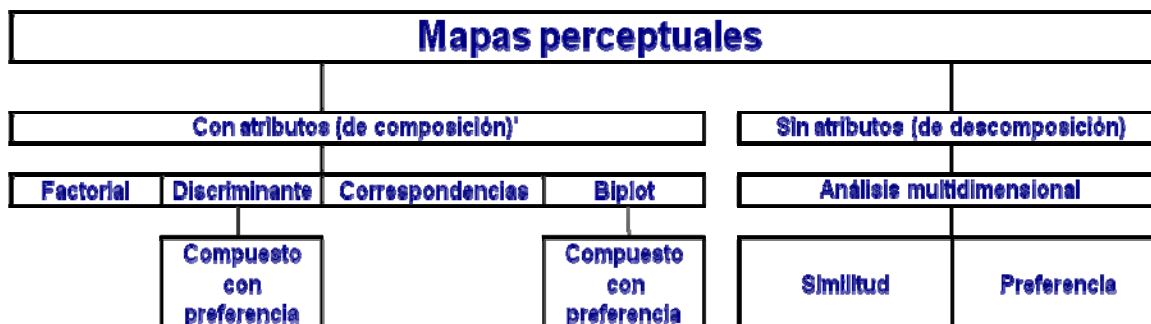 Mapas perceptuales
Con atributos (de composición)'
Sin atributos (de descomposición)
Factorial
Discriminante
Correspondencias
Biplot
Análisis multidimensional
Compuesto
con
preferencia
Compuesto
con
preferencia
Similitud
Preferencia